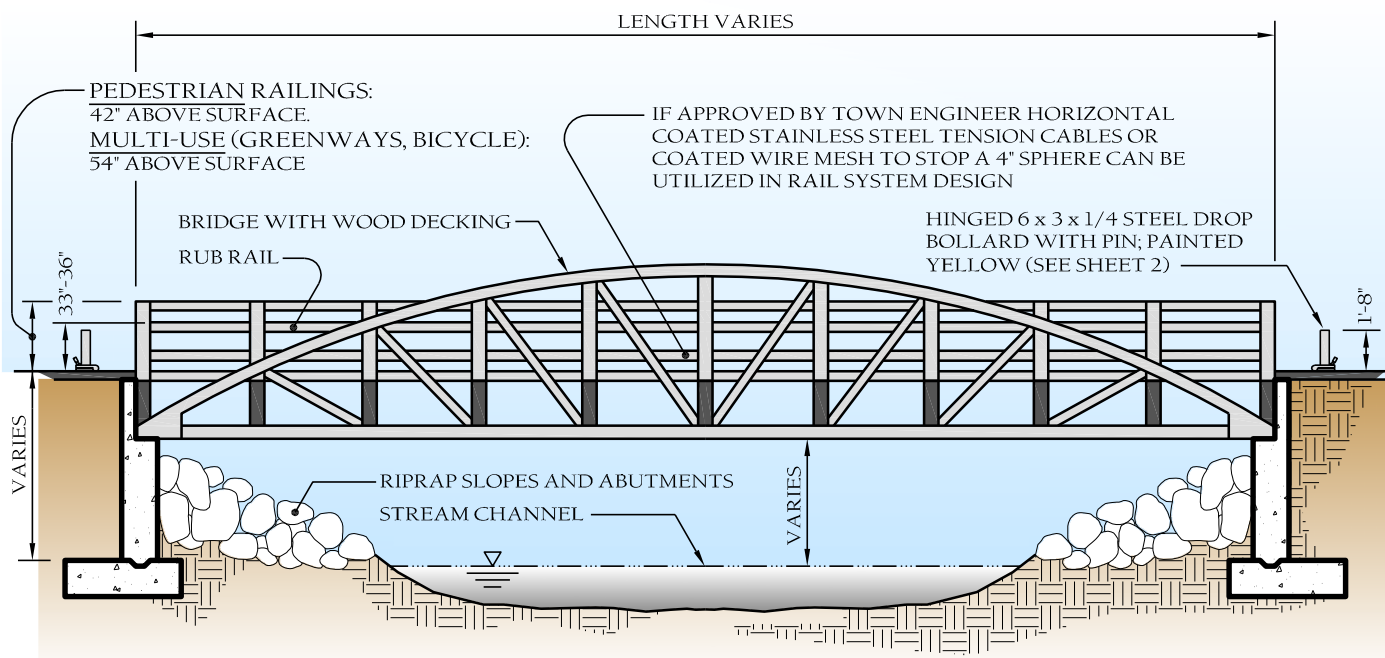 LENGTH VARIES
PEDESTRIAN RAILINGS:
42" ABOVE SURFACE.
MULTI-USE (GREENWAYS, BICYCLE):
54" ABOVE SURFACE
IF APPROVED BY TOWN ENGINEER HORIZONTAL
COATED STAINLESS STEEL TENSION CABLES OR
COATED WIRE MESH TO STOP A 4" SPHERE CAN BE
UTILIZED IN RAIL SYSTEM DESIGN
BRIDGE WITH WOOD DECKING
RUB RAIL
HINGED 6 x 3 x 1/4 STEEL DROP
BOLLARD WITH PIN; PAINTED
YELLOW (SEE SHEET 2)
33"-36"
1'-8"
VARIES
RIPRAP SLOPES AND ABUTMENTS
STREAM CHANNEL
VARIES